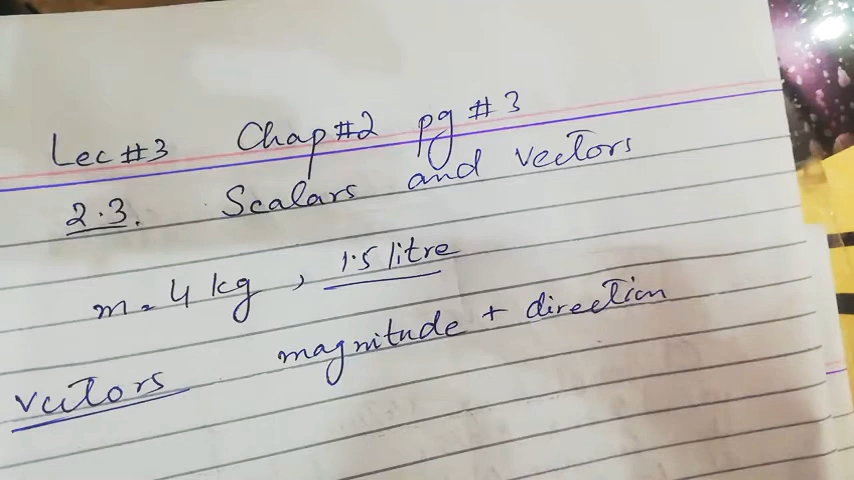 Lec #3 Chap #2 pg #3
2.3. Scalars and vectors
m = 4 kg , 1.5 litre
vectors magnitude + direction